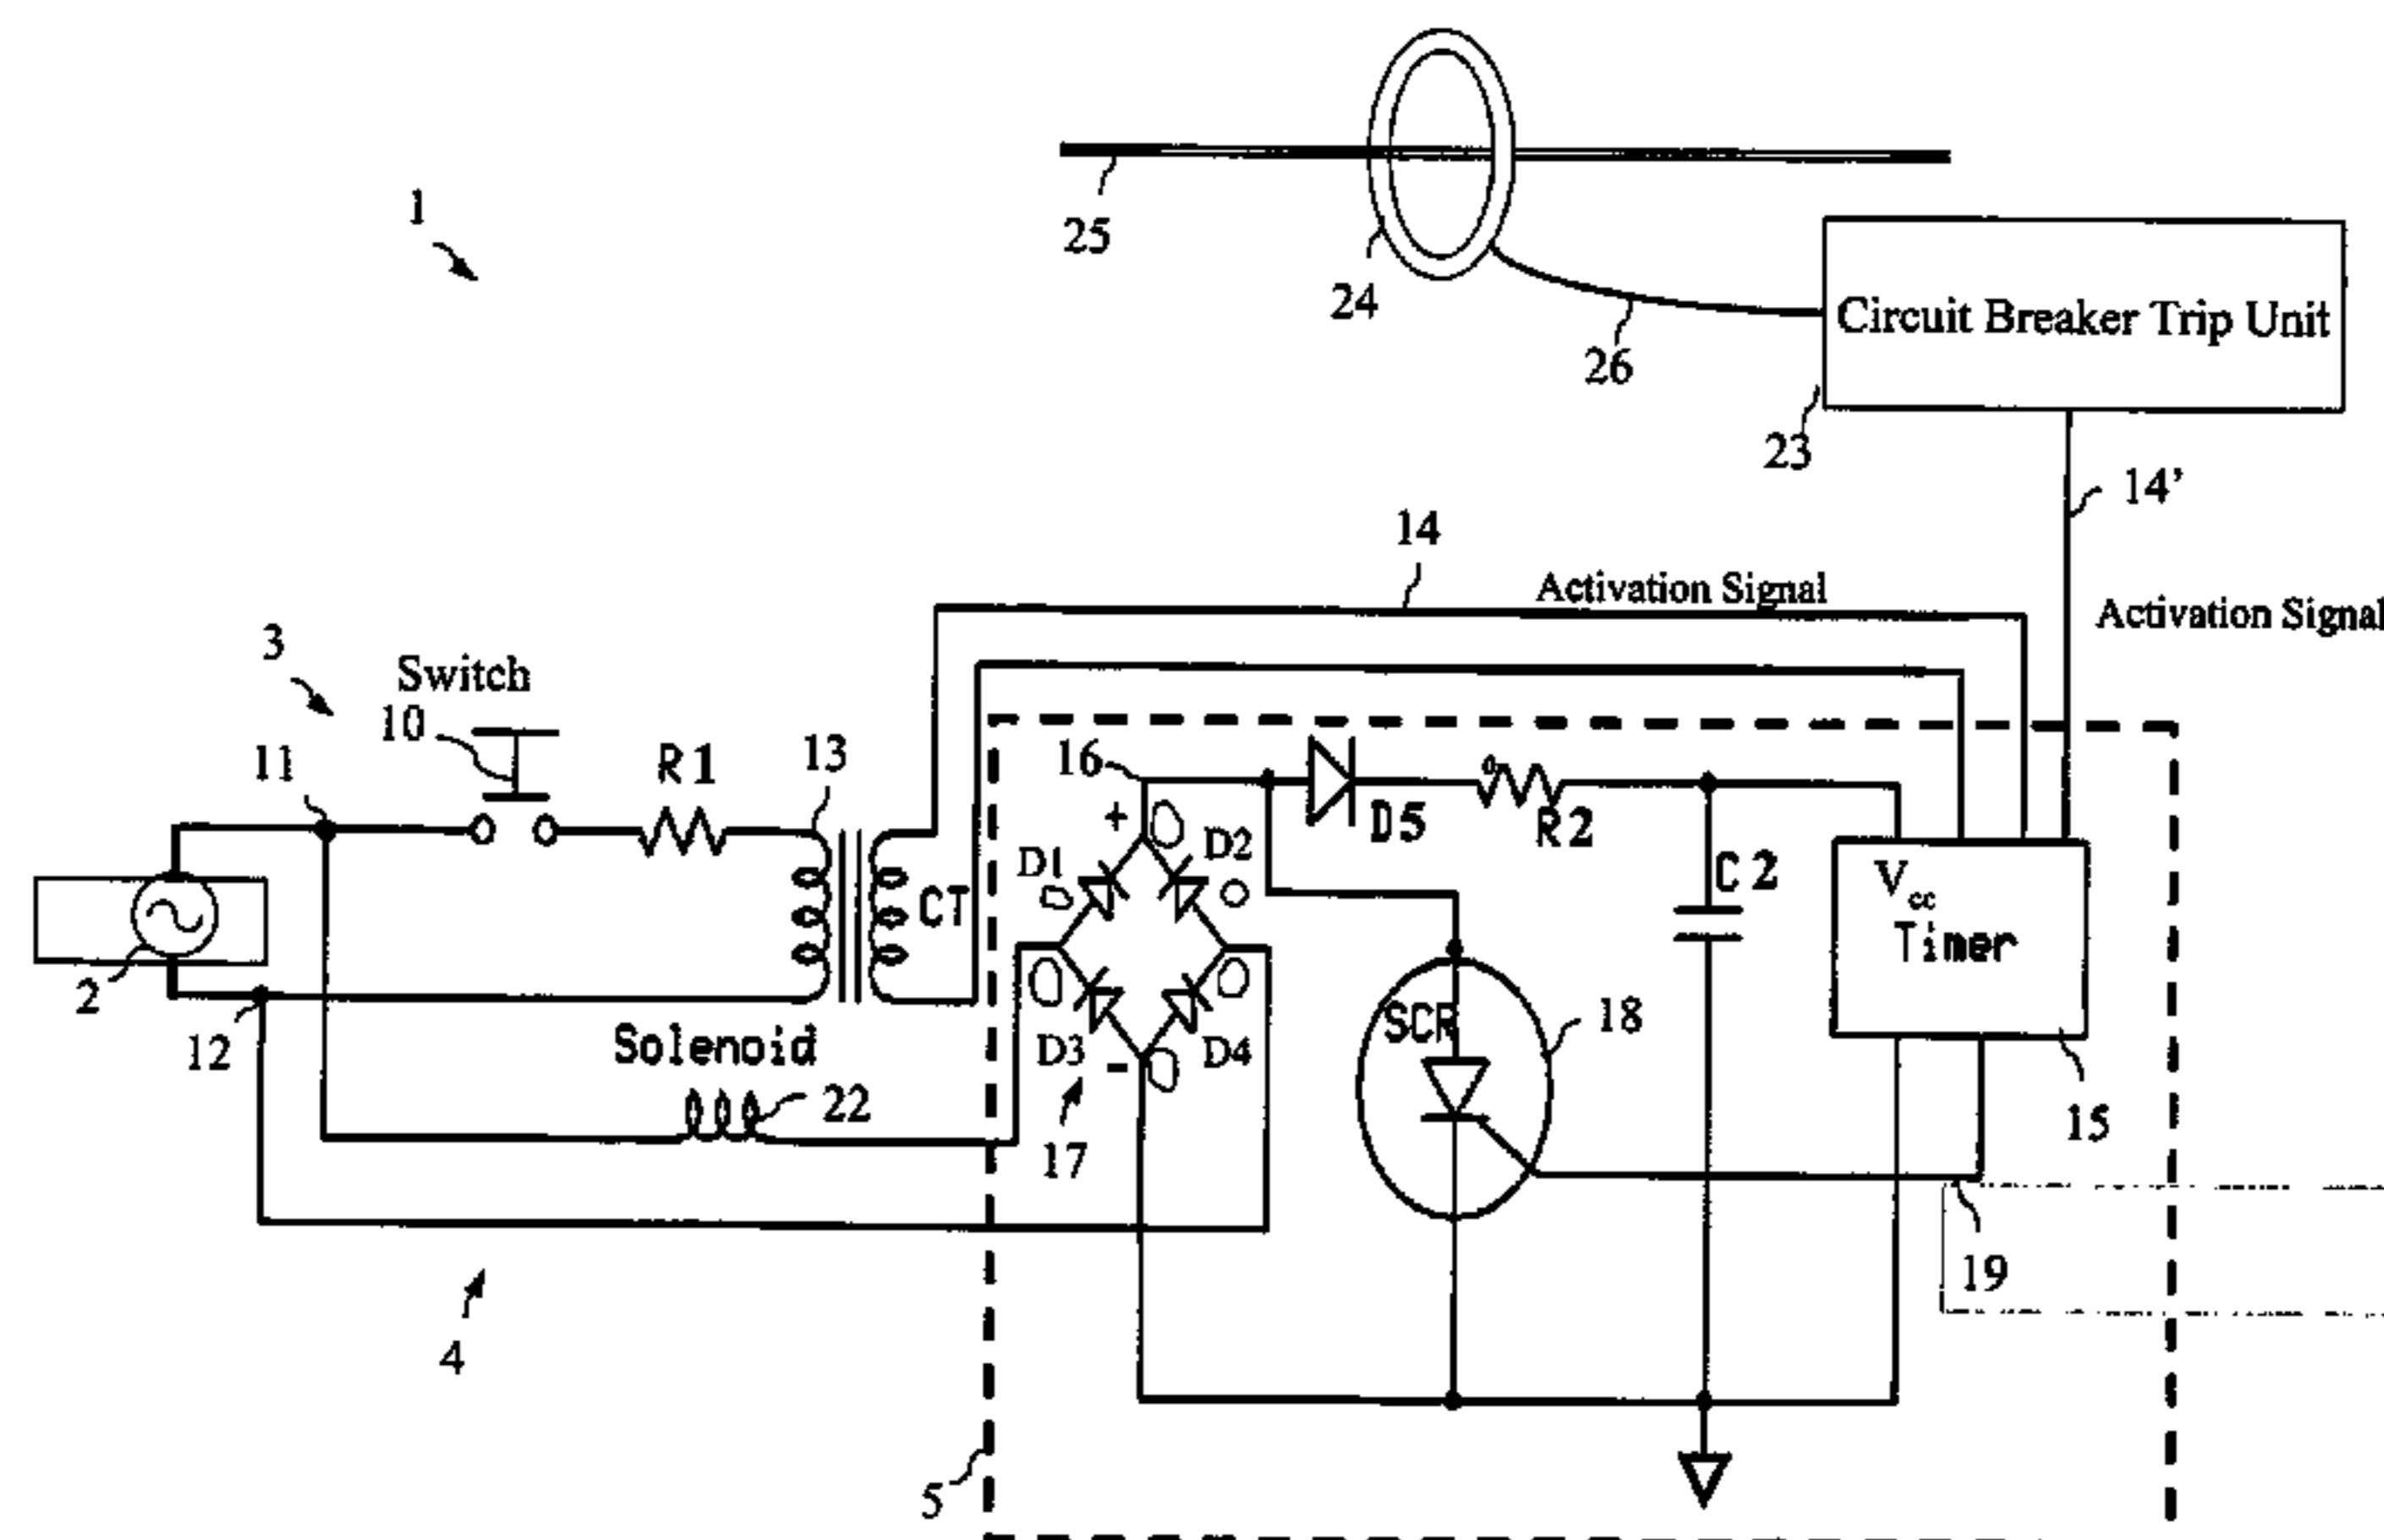 1
25
24
26
Circuit Breaker Trip Unit
23
14'
14
Activation Signal
Activation Signal
3
Switch
10
11
R1
13
16
D5
R2
+
D1
D2
C2
CT
Vcc
Timer
2
12
Solenoid
D3
-
D4
SCR
18
22
17
15
19
4
5